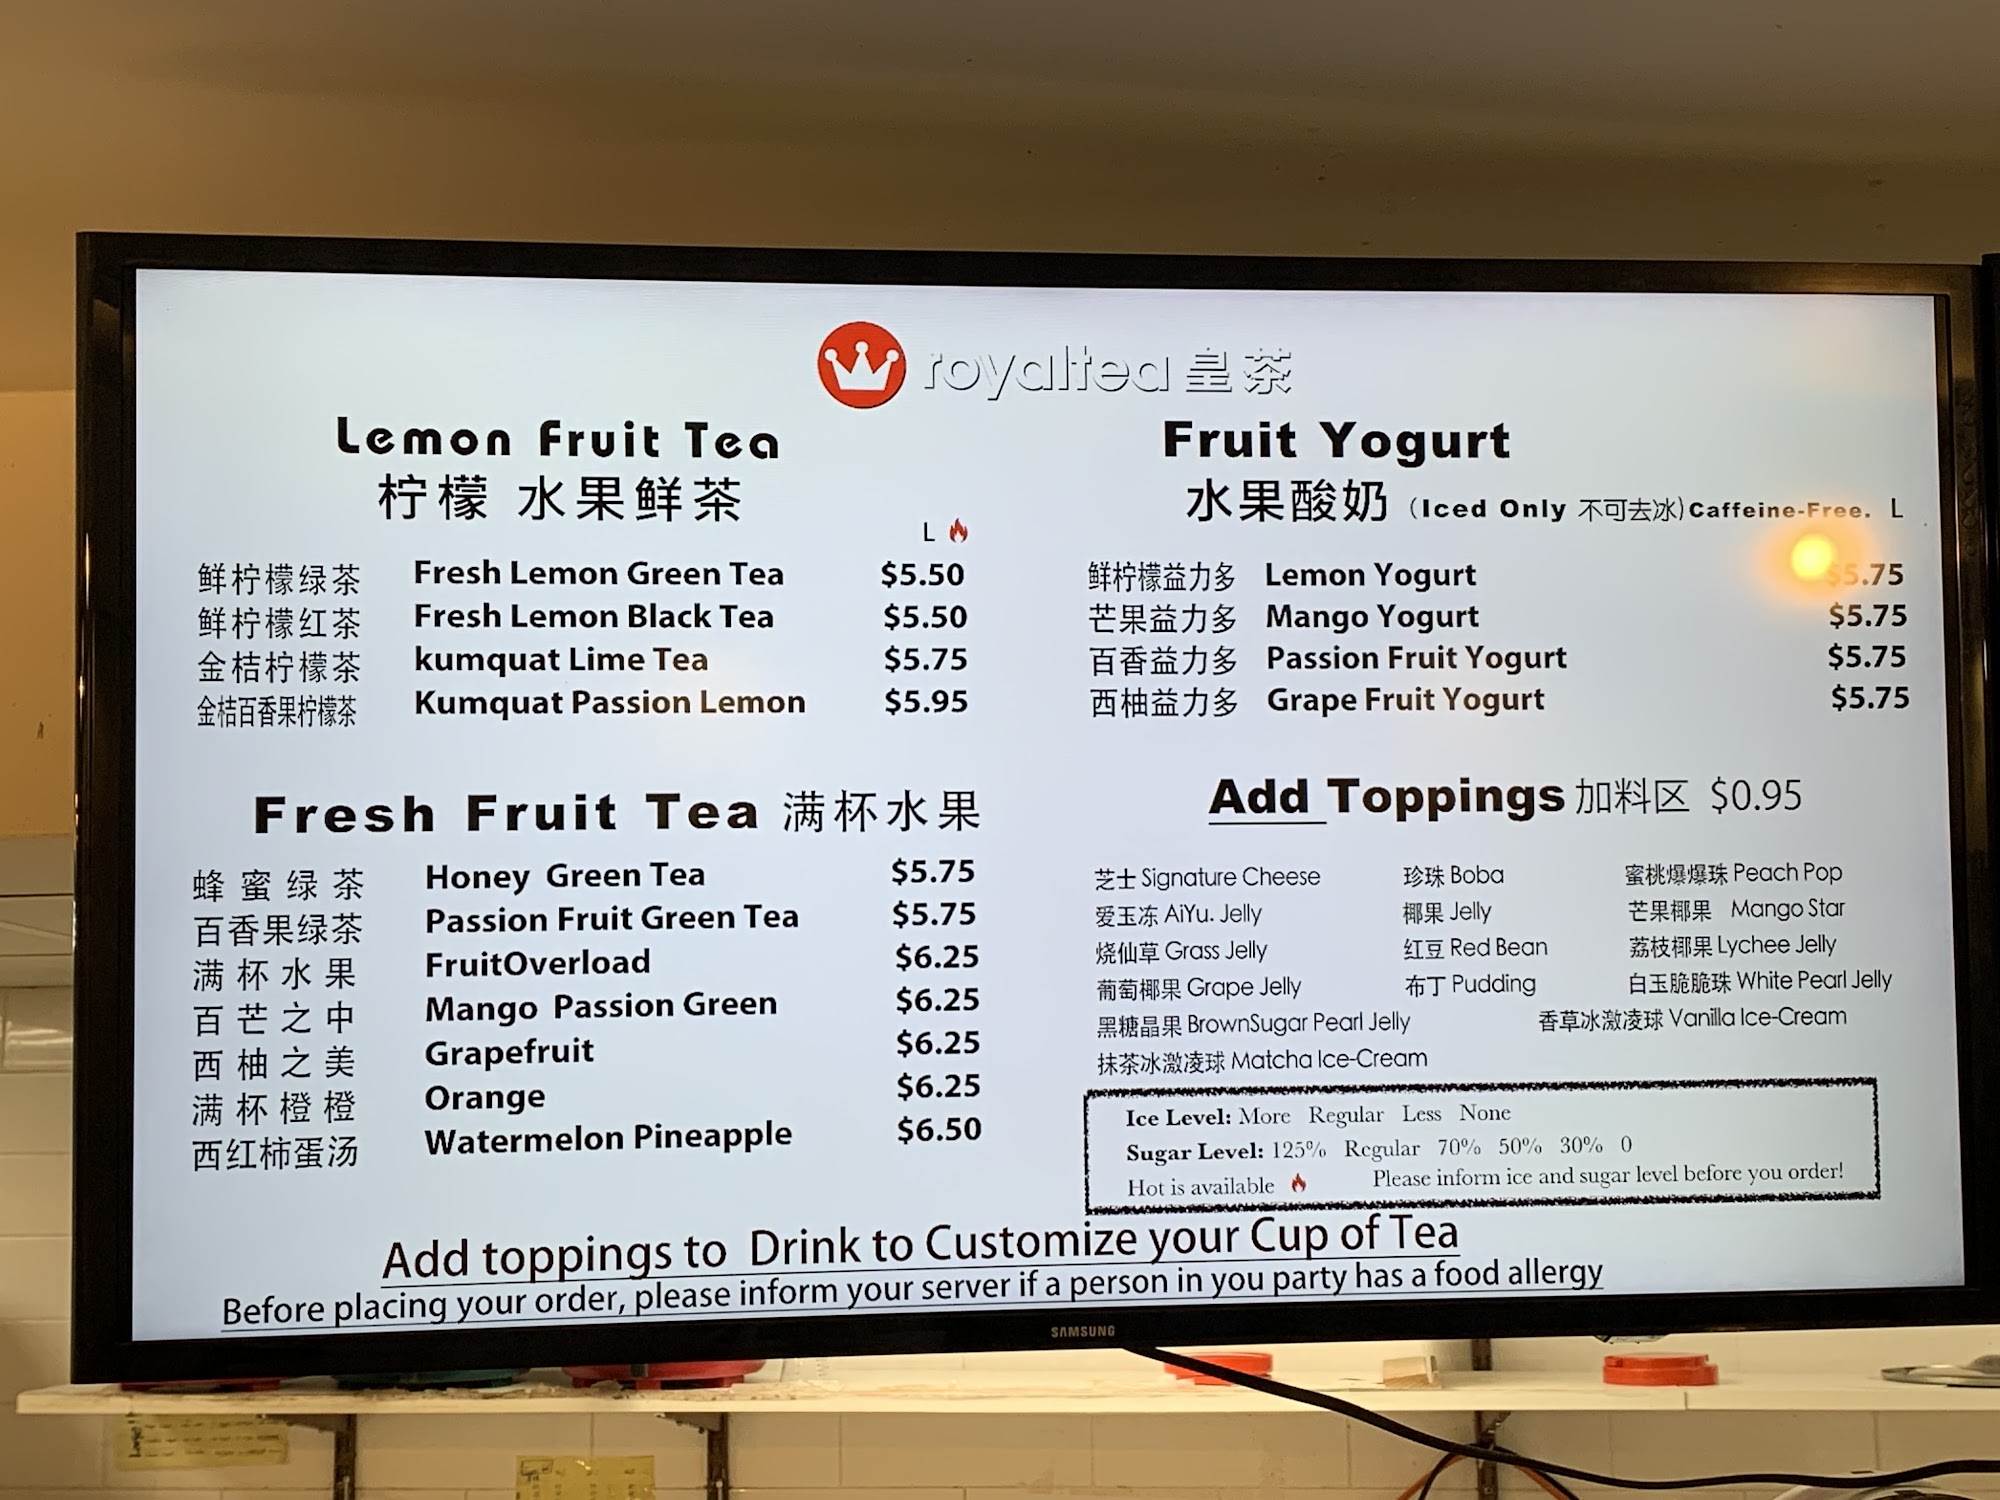 royaltea 皇茶
Lemon Fruit Tea
柠檬 水果鲜茶
L
鲜柠檬绿茶 Fresh Lemon Green Tea $5.50
鲜柠檬红茶 Fresh Lemon Black Tea $5.50
金桔柠檬茶 kumquat Lime Tea $5.75
金桔百香果柠檬茶 Kumquat Passion Lemon $5.95
Fresh Fruit Tea 满杯水果
蜂蜜绿茶 Honey Green Tea $5.75
百香果绿茶 Passion Fruit Green Tea $5.75
满杯水果 FruitOverload $6.25
百芒之中 Mango Passion Green $6.25
西柚之美 Grapefruit $6.25
满杯橙橙 Orange $6.25
西红柿蛋汤 Watermelon Pineapple $6.50
Fruit Yogurt
水果酸奶 (Iced Only 不可去冰) Caffeine-Free. L
鲜柠檬益力多 Lemon Yogurt $5.75
芒果益力多 Mango Yogurt $5.75
百香益力多 Passion Fruit Yogurt $5.75
西柚益力多 Grape Fruit Yogurt $5.75
Add Toppings 加料区 $0.95
芝士 Signature Cheese 珍珠 Boba 蜜桃爆爆珠 Peach Pop
爱玉冻 AiYu. Jelly 椰果 Jelly 芒果椰果 Mango Star
烧仙草 Grass Jelly 红豆 Red Bean 荔枝椰果 Lychee Jelly
葡萄椰果 Grape Jelly 布丁 Pudding 白玉脆脆珠 White Pearl Jelly
黑糖晶果 BrownSugar Pearl Jelly 香草冰激凌球 Vanilla Ice-Cream
抹茶冰激凌球 Matcha Ice-Cream
Ice Level: More Regular Less None
Sugar Level: 125% Regular 70% 50% 30% 0
Hot is available Please inform ice and sugar level before you order!
Add toppings to Drink to Customize your Cup of Tea
Before placing your order, please inform your server if a person in you party has a food allergy
SAMSUNG